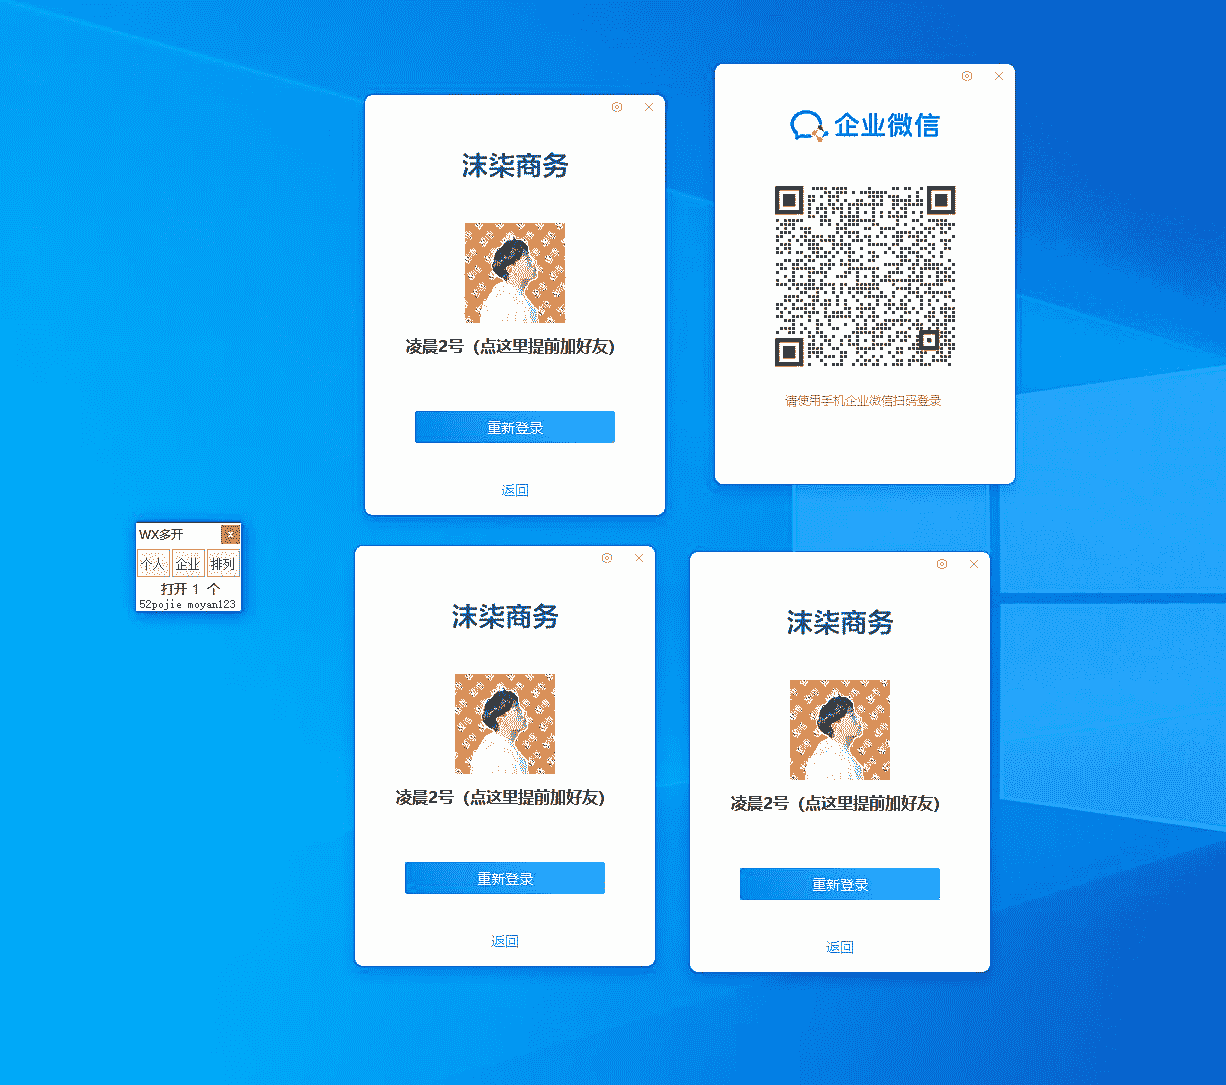 沫柒商务
凌晨2号（点这里提前加好友）
重新登录
返回
企业微信
请使用手机企业微信扫码登录
WX多开
个人 企业 排列
打开 1 个
52pojie moyan123
沫柒商务
凌晨2号（点这里提前加好友）
重新登录
返回
沫柒商务
凌晨2号（点这里提前加好友）
重新登录
返回